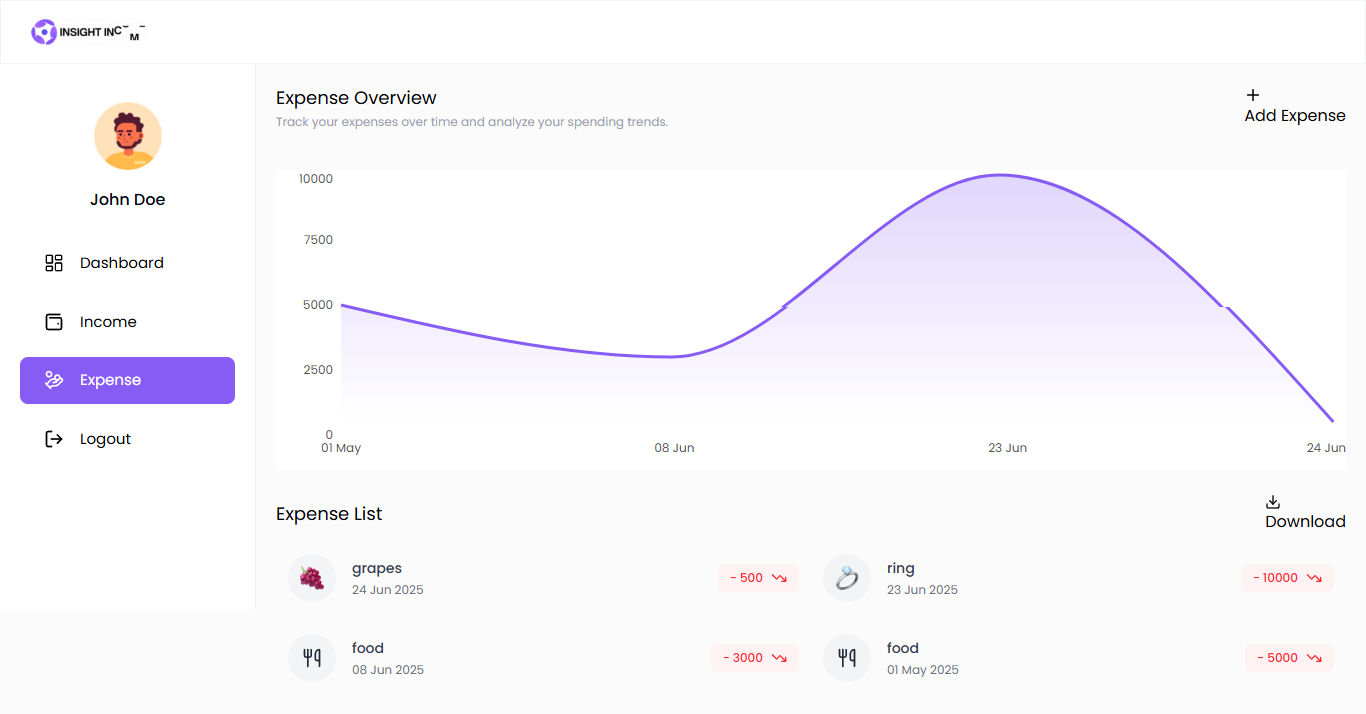 INSIGHT INC
M
John Doe
Dashboard
Income
Expense
Logout
Expense Overview
Track your expenses over time and analyze your spending trends.
Add Expense
10000
7500
5000
2500
0
01 May
08 Jun
23 Jun
24 Jun
Expense List
Download
grapes
24 Jun 2025
- 500
ring
23 Jun 2025
- 10000
food
08 Jun 2025
- 3000
food
01 May 2025
- 5000